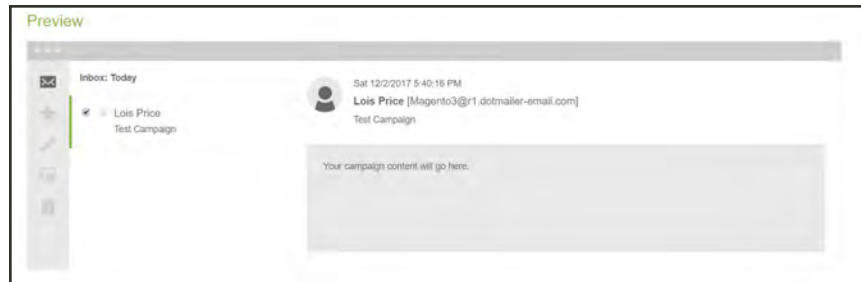 Preview
Inbox: Today
Lois Price
Test Campaign
Sat 12/2/2017 5:40:16 PM
Lois Price [Magento3@r1.dotmailer-email.com]
Test Campaign
Your campaign content will go here.